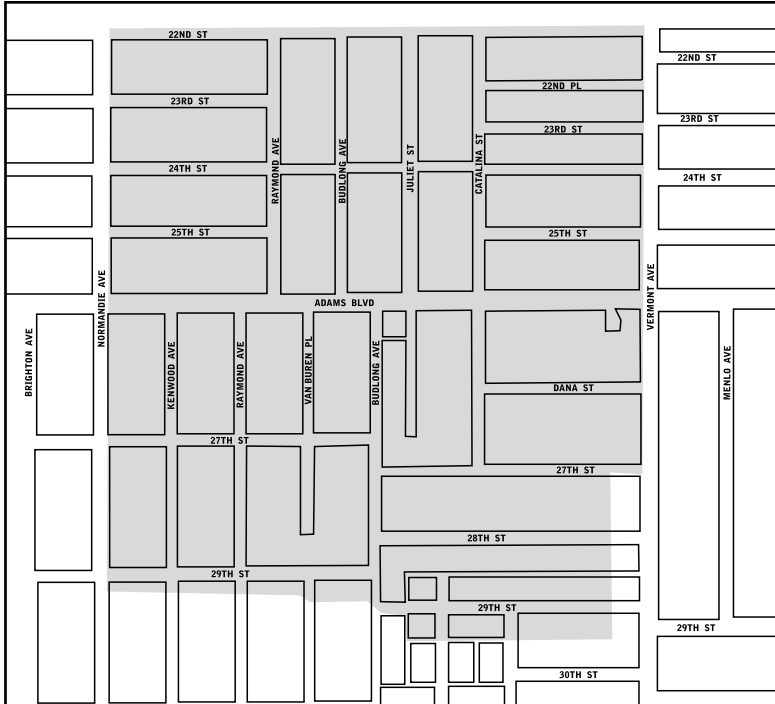 22ND ST
22ND ST
22ND PL
23RD ST
23RD ST
23RD ST
RAYMOND AVE
BUDLONG AVE
JULIET ST
CATALINA ST
24TH ST
24TH ST
25TH ST
25TH ST
NORMANDIE AVE
VERMONT AVE
ADAMS BLVD
BRIGHTON AVE
KENWOOD AVE
RAYMOND AVE
VAN BUREN PL
BUDLONG AVE
MENLO AVE
DANA ST
27TH ST
27TH ST
28TH ST
29TH ST
29TH ST
29TH ST
30TH ST